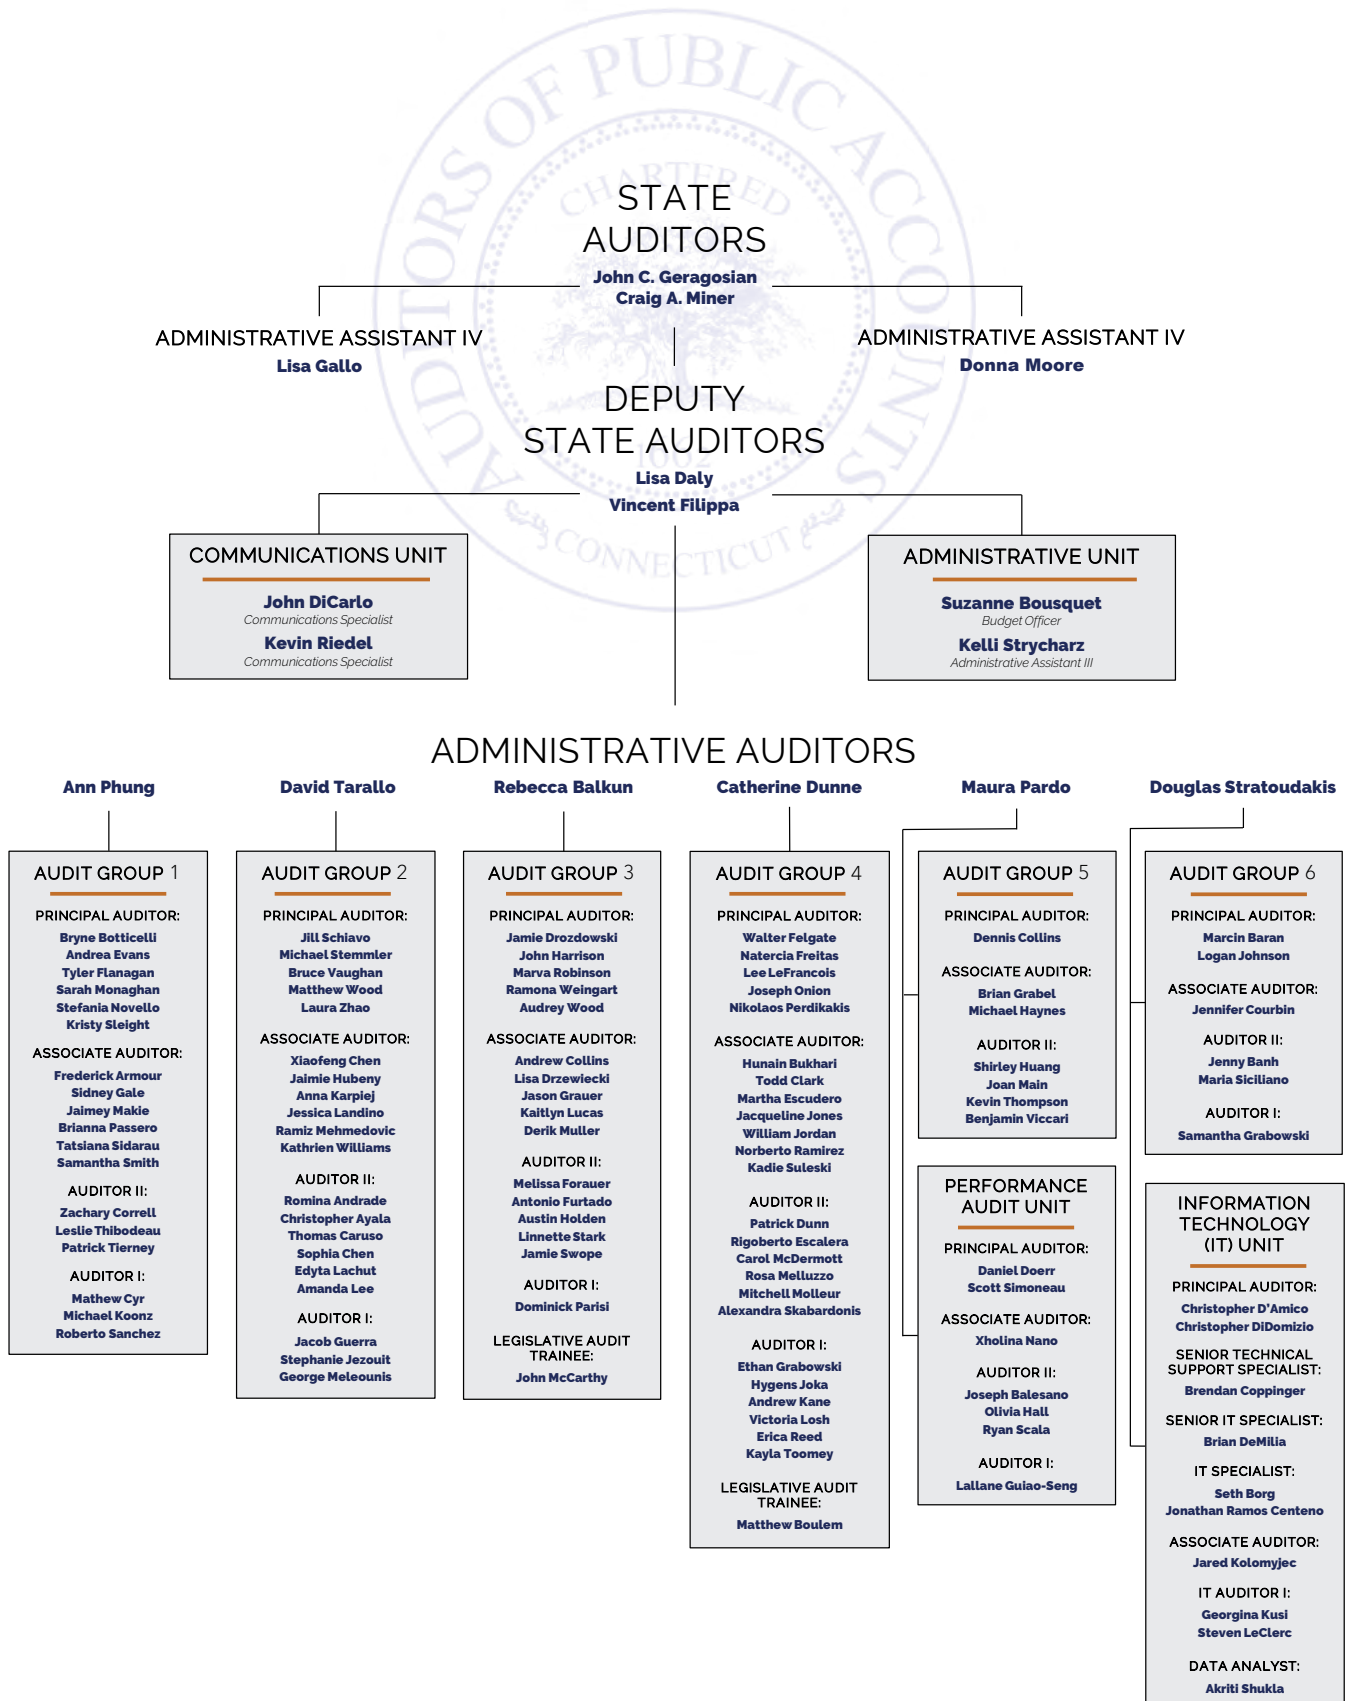 AUDITORS OF PUBLIC ACCOUNTS
CHARTERED
1662
CONNECTICUT
STATE
AUDITORS
John C. Geragosian
Craig A. Miner
ADMINISTRATIVE ASSISTANT IV
Lisa Gallo
ADMINISTRATIVE ASSISTANT IV
Donna Moore
DEPUTY
STATE AUDITORS
Lisa Daly
Vincent Filippa
COMMUNICATIONS UNIT
John DiCarlo
Communications Specialist
Kevin Riedel
Communications Specialist
ADMINISTRATIVE UNIT
Suzanne Bousquet
Budget Officer
Kelli Strycharz
Administrative Assistant III
ADMINISTRATIVE AUDITORS
Ann Phung
AUDIT GROUP 1
PRINCIPAL AUDITOR:
Bryne Botticelli
Andrea Evans
Tyler Flanagan
Sarah Monaghan
Stefania Novello
Kristy Sleight
ASSOCIATE AUDITOR:
Frederick Armour
Sidney Gale
Jaimey Makie
Brianna Passero
Tatsiana Sidarau
Samantha Smith
AUDITOR II:
Zachary Correll
Leslie Thibodeau
Patrick Tierney
AUDITOR I:
Mathew Cyr
Michael Koonz
Roberto Sanchez
David Tarallo
AUDIT GROUP 2
PRINCIPAL AUDITOR:
Jill Schiavo
Michael Stemmler
Bruce Vaughan
Matthew Wood
Laura Zhao
ASSOCIATE AUDITOR:
Xiaofeng Chen
Jaimie Hubeny
Anna Karpiej
Jessica Landino
Ramiz Mehmedovic
Kathrien Williams
AUDITOR II:
Romina Andrade
Christopher Ayala
Thomas Caruso
Sophia Chen
Edyta Lachut
Amanda Lee
AUDITOR I:
Jacob Guerra
Stephanie Jezouit
George Meleounis
Rebecca Balkun
AUDIT GROUP 3
PRINCIPAL AUDITOR:
Jamie Drozdowski
John Harrison
Marva Robinson
Ramona Weingart
Audrey Wood
ASSOCIATE AUDITOR:
Andrew Collins
Lisa Drzewiecki
Jason Grauer
Kaitlyn Lucas
Derik Muller
AUDITOR II:
Melissa Forauer
Antonio Furtado
Austin Holden
Linnette Stark
Jamie Swope
AUDITOR I:
Dominick Parisi
LEGISLATIVE AUDIT
TRAINEE:
John McCarthy
Catherine Dunne
AUDIT GROUP 4
PRINCIPAL AUDITOR:
Walter Felgate
Natercia Freitas
Lee LeFrancois
Joseph Onion
Nikolaos Perdikakis
ASSOCIATE AUDITOR:
Hunain Bukhari
Todd Clark
Martha Escudero
Jacqueline Jones
William Jordan
Norberto Ramirez
Kadie Suleski
AUDITOR II:
Patrick Dunn
Rigoberto Escalera
Carol McDermott
Rosa Melluzzo
Mitchell Molleur
Alexandra Skabardonis
AUDITOR I:
Ethan Grabowski
Hygens Joka
Andrew Kane
Victoria Losh
Erica Reed
Kayla Toomey
LEGISLATIVE AUDIT
TRAINEE:
Matthew Boulem
Maura Pardo
AUDIT GROUP 5
PRINCIPAL AUDITOR:
Dennis Collins
ASSOCIATE AUDITOR:
Brian Grabel
Michael Haynes
AUDITOR II:
Shirley Huang
Joan Main
Kevin Thompson
Benjamin Viccari
PERFORMANCE
AUDIT UNIT
PRINCIPAL AUDITOR:
Daniel Doerr
Scott Simoneau
ASSOCIATE AUDITOR:
Xholina Nano
AUDITOR II:
Joseph Balesano
Olivia Hall
Ryan Scala
AUDITOR I:
Lallane Guiao-Seng
Douglas Stratoudakis
AUDIT GROUP 6
PRINCIPAL AUDITOR:
Marcin Baran
Logan Johnson
ASSOCIATE AUDITOR:
Jennifer Courbin
AUDITOR II:
Jenny Banh
Maria Siciliano
AUDITOR I:
Samantha Grabowski
INFORMATION
TECHNOLOGY
(IT) UNIT
PRINCIPAL AUDITOR:
Christopher D'Amico
Christopher DiDomizio
SENIOR TECHNICAL
SUPPORT SPECIALIST:
Brendan Coppinger
SENIOR IT SPECIALIST:
Brian DeMilia
IT SPECIALIST:
Seth Borg
Jonathan Ramos Centeno
ASSOCIATE AUDITOR:
Jared Kolomyjec
IT AUDITOR I:
Georgina Kusi
Steven LeClerc
DATA ANALYST:
Akriti Shukla